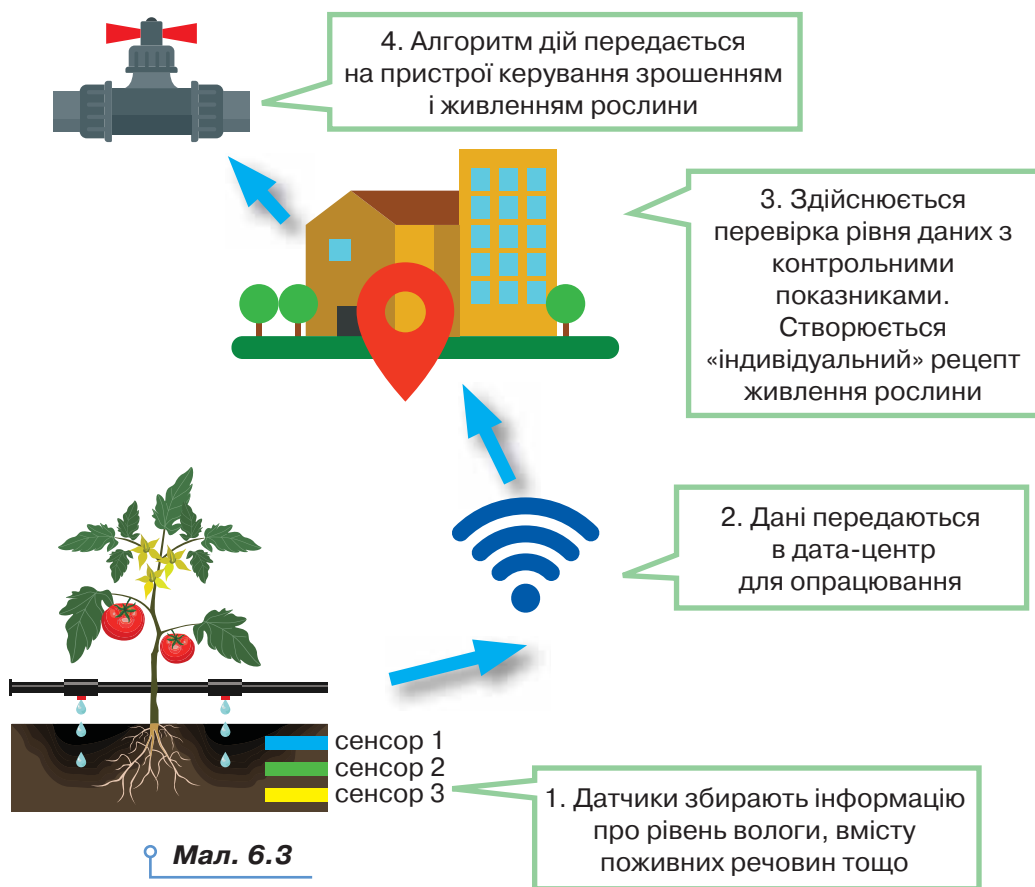 4. Алгоритм дій передається
на пристрої керування зрошенням
і живленням рослини
3. Здійснюється
перевірка рівня даних з
контрольними
показниками.
Створюється
«індивідуальний» рецепт
живлення рослини
2. Дані передаються
в дата-центр
для опрацювання
сенсор 1
сенсор 2
сенсор 3
1. Датчики збирають інформацію
про рівень вологи, вмісту
поживних речовин тощо
Мал. 6.3